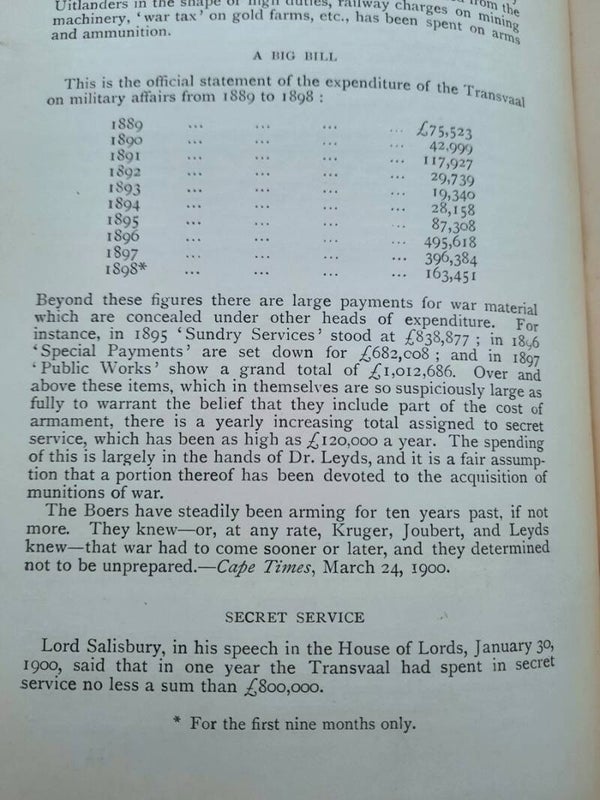 Uitlanders in the shape of high duties, railway charges on mining
machinery, 'war tax' on gold farms, etc., has been spent on arms
and ammunition.
A BIG BILL
This is the official statement of the expenditure of the Transvaal
on military affairs from 1889 to 1898 :
1889 ... ... ... ... £75,523
1890 ... ... ... ... 42,999
1891 ... ... ... ... 117,927
1892 ... ... ... ... 29,739
1893 ... ... ... ... 19,340
1894 ... ... ... ... 28,158
1895 ... ... ... ... 87,308
1896 ... ... ... ... 495,618
1897 ... ... ... ... 396,384
1898* ... ... ... ... 163,451
Beyond these figures there are large payments for war material
which are concealed under other heads of expenditure. For
instance, in 1895 'Sundry Services' stood at £838,877 ; in 1896
'Special Payments' are set down for £682,008 ; and in 1897
'Public Works' show a grand total of £1,012,686. Over and
above these items, which in themselves are so suspiciously large as
fully to warrant the belief that they include part of the cost of
armament, there is a yearly increasing total assigned to secret
service, which has been as high as £120,000 a year. The spending
of this is largely in the hands of Dr. Leyds, and it is a fair assump-
tion that a portion thereof has been devoted to the acquisition of
munitions of war.
The Boers have steadily been arming for ten years past, if not
more. They knew—or, at any rate, Kruger, Joubert, and Leyds
knew—that war had to come sooner or later, and they determined
not to be unprepared.—Cape Times, March 24, 1900.
SECRET SERVICE
Lord Salisbury, in his speech in the House of Lords, January 30,
1900, said that in one year the Transvaal had spent in secret
service no less a sum than £800,000.
* For the first nine months only.